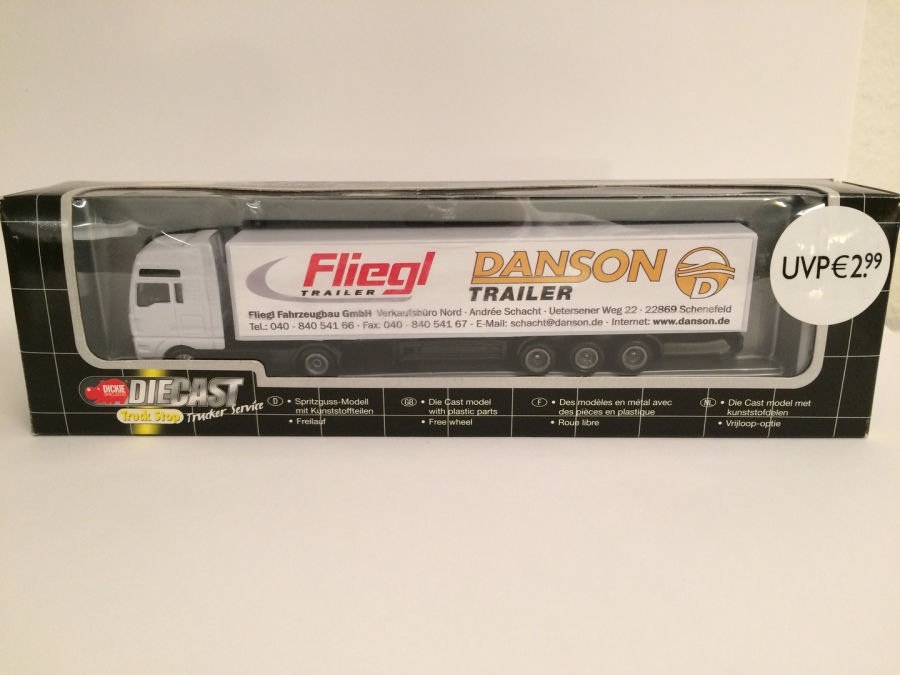 Fliegl
TRAILER
DANSON
TRAILER
D
Fliegl Fahrzeugbau GmbH Verkaufsbüro Nord · Andrée Schacht · Uetersener Weg 22 · 22869 Schenefeld
Tel.: 040 - 840 541 66 · Fax: 040 - 840 541 67 · E-Mail: schacht@danson.de · Internet: www.danson.de
UVP€2.99
DICKIE
DIECAST
Truck Stop Trucker Service
D • Spritzguss-Modell
mit Kunststoffteilen
• Freilauf
GB • Die Cast model
with plastic parts
• Free wheel
F • Des modèles en métal avec
des pièces en plastique
• Roue libre
NL • Die Cast model met
kunststofdelen
• Vrijloop-optie